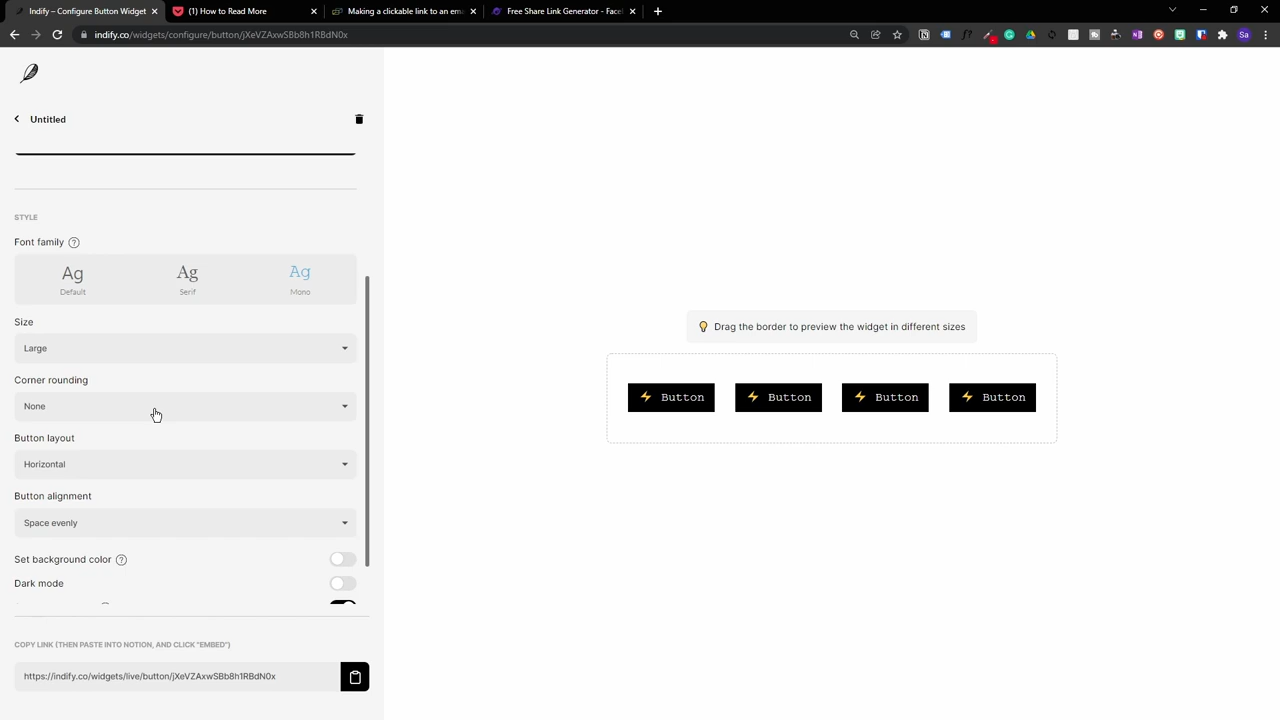 Indify – Configure Button Widget
(1) How to Read More
Making a clickable link to an em
Free Share Link Generator - Face
indify.co/widgets/configure/button/jXeVZAxwSBb8h1RBdN0x
Sa
Untitled
STYLE
Font family ?
Ag Ag Ag
Default Serif Mono
Size
Large
Corner rounding
None
Button layout
Horizontal
Button alignment
Space evenly
Set background color ?
Dark mode
COPY LINK (THEN PASTE INTO NOTION, AND CLICK "EMBED")
https://indify.co/widgets/live/button/jXeVZAxwSBb8h1RBdN0x
Drag the border to preview the widget in different sizes
⚡ Button ⚡ Button ⚡ Button ⚡ Button